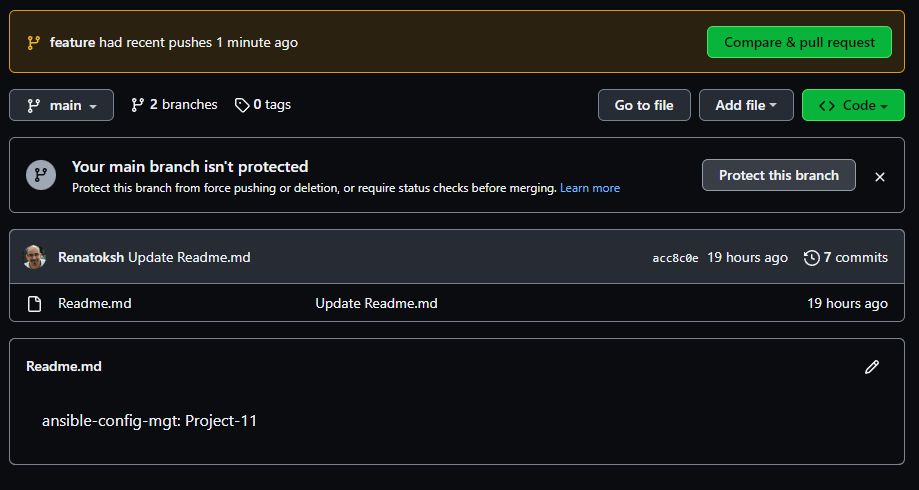 feature had recent pushes 1 minute ago
Compare & pull request
main
2 branches
0 tags
Go to file
Add file
Code
Your main branch isn't protected
Protect this branch from force pushing or deletion, or require status checks before merging. Learn more
Protect this branch
Renatoksh Update Readme.md
acc8c0e 19 hours ago
7 commits
Readme.md
Update Readme.md
19 hours ago
Readme.md
ansible-config-mgt: Project-11